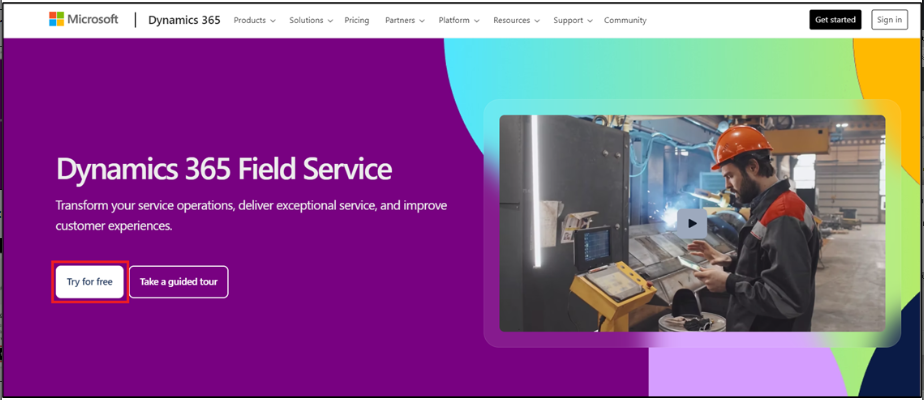 Microsoft
Dynamics 365
Products
Solutions
Pricing
Partners
Platform
Resources
Support
Community
Get started
Sign in
Dynamics 365 Field Service
Transform your service operations, deliver exceptional service, and improve
customer experiences.
Try for free
Take a guided tour